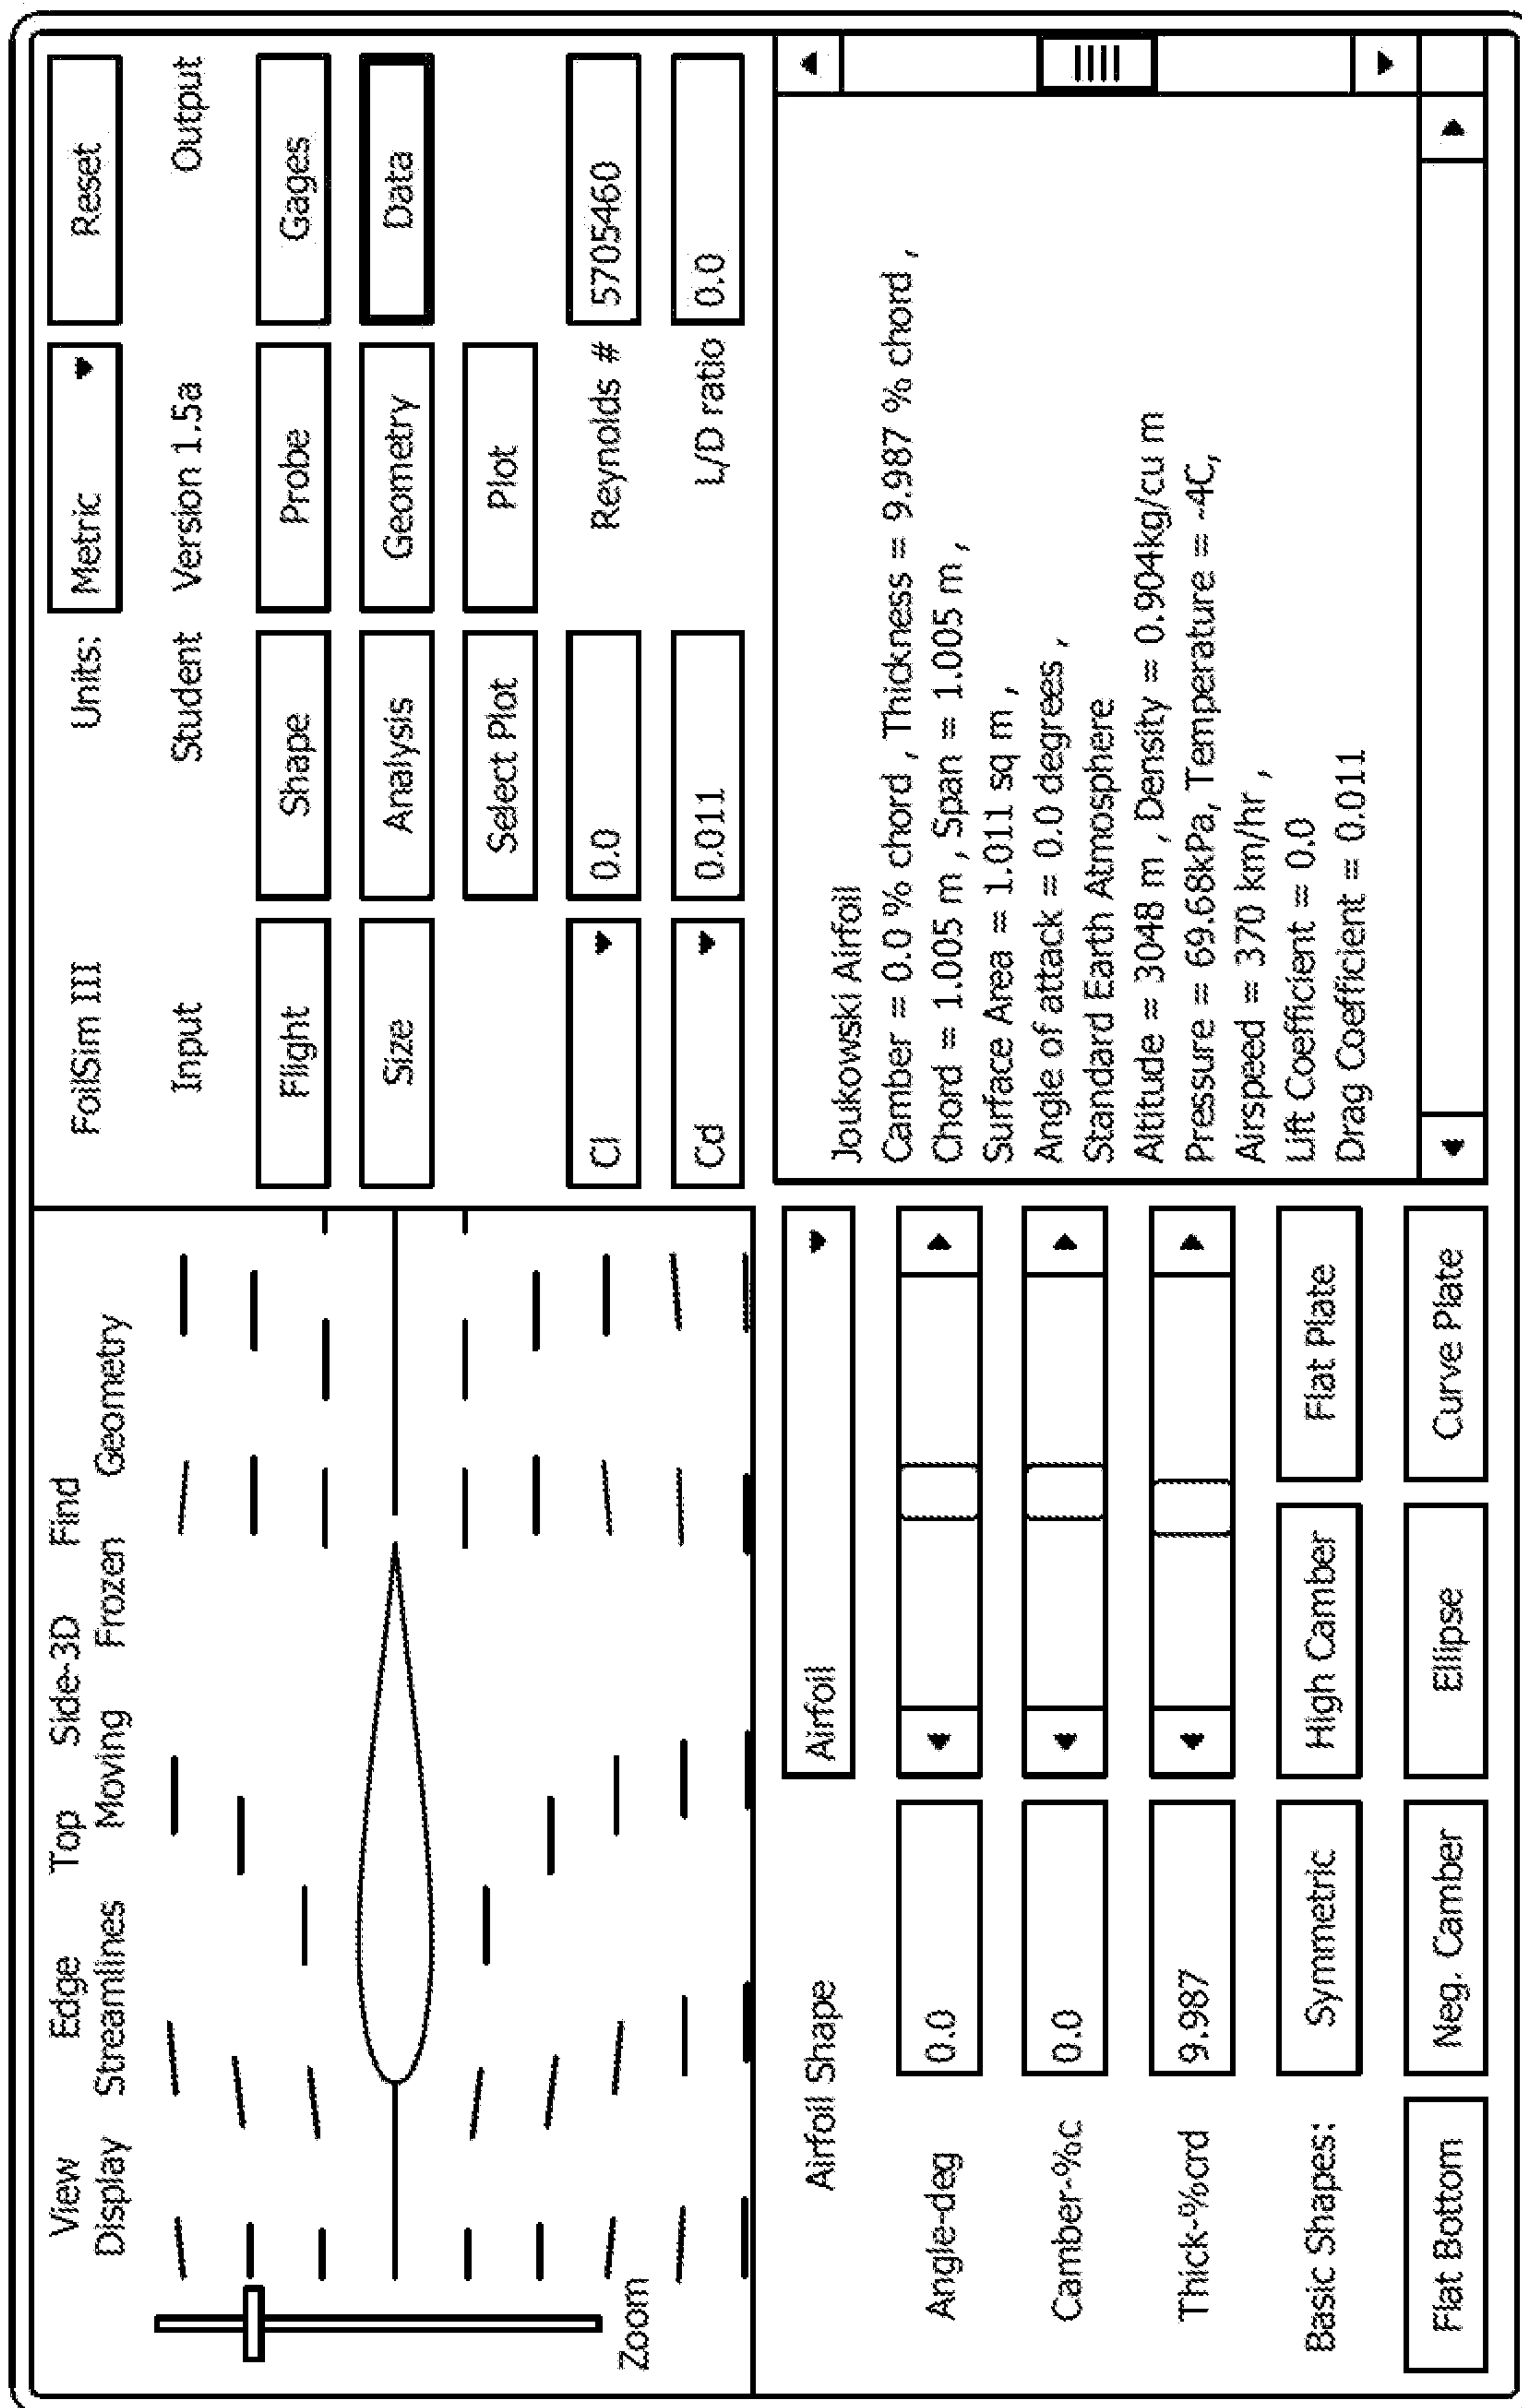 View Edge Top Side-3D Find
Display Streamlines Moving Frozen Geometry
Zoom
FoilSim III Units: Metric Reset
Input Student Version 1.5a Output
Flight Shape Probe Gages
Size Analysis Geometry Data
Select Plot Plot
Cl 0.0 Reynolds # 5705460
Cd 0.011 L/D ratio 0.0
Airfoil Shape Airfoil
Angle-deg 0.0
Camber-%c 0.0
Thick-%crd 9.987
Basic Shapes: Symmetric High Camber Flat Plate
Flat Bottom Neg. Camber Ellipse Curve Plate
Joukowski Airfoil
Camber = 0.0 % chord , Thickness = 9.987 % chord ,
Chord = 1.005 m , Span = 1.005 m ,
Surface Area = 1.011 sq m ,
Angle of attack = 0.0 degrees ,
Standard Earth Atmosphere
Altitude = 3048 m , Density = 0.904kg/cu m
Pressure = 69.68kPa, Temperature = -4C,
Airspeed = 370 km/hr ,
Lift Coefficient = 0.0
Drag Coefficient = 0.011